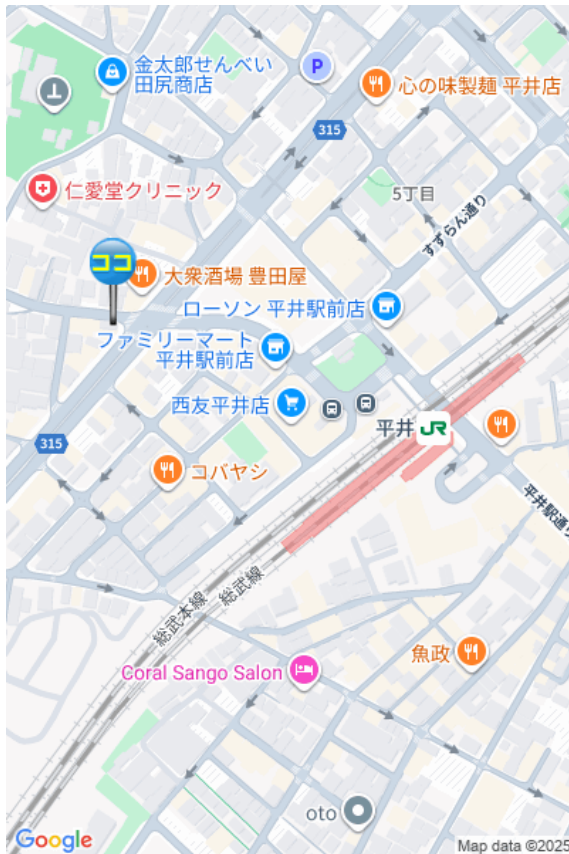 金太郎せんべい
田尻商店
P
心の味製麺 平井店
315
仁愛堂クリニック
5丁目
すずらん通り
ココ
大衆酒場 豊田屋
ローソン 平井駅前店
ファミリーマート
平井駅前店
西友平井店
平井 JR
315
コバヤシ
平井駅通り
総武本線
総武線
魚政
Coral Sango Salon
oto
Google
Map data ©2025